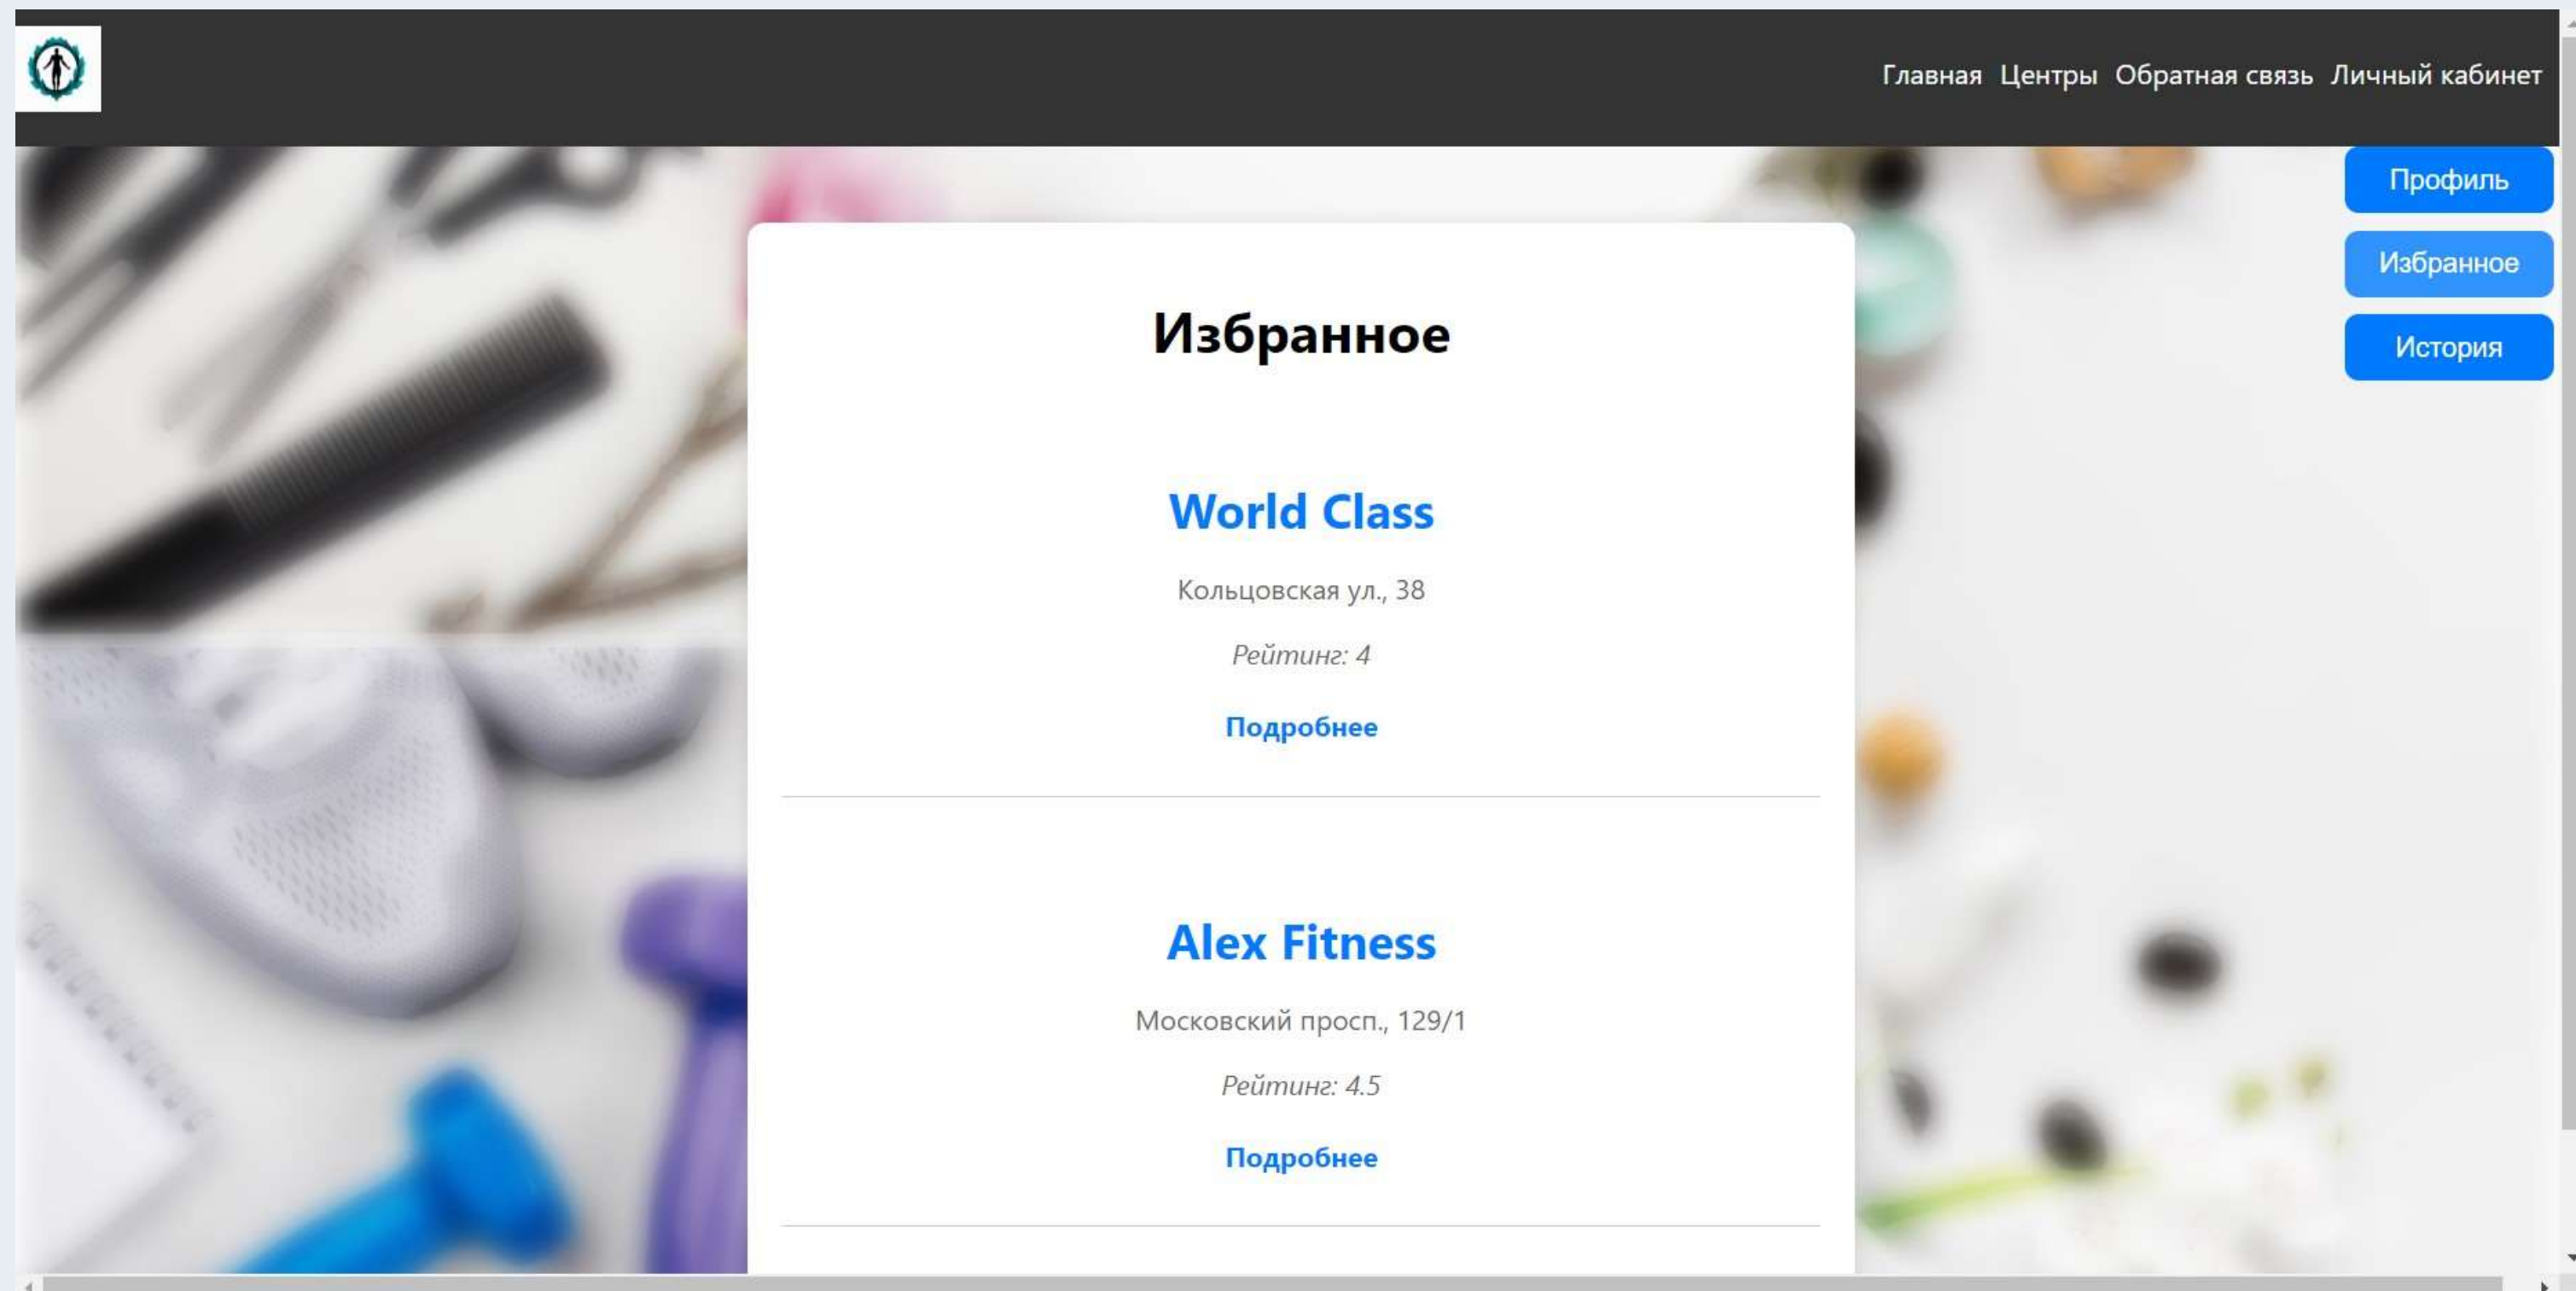 Главная Центры Обратная связь Личный кабинет
Профиль
Избранное
История
Избранное
World Class
Кольцовская ул., 38
Рейтинг: 4
Подробнее
Alex Fitness
Московский просп., 129/1
Рейтинг: 4.5
Подробнее